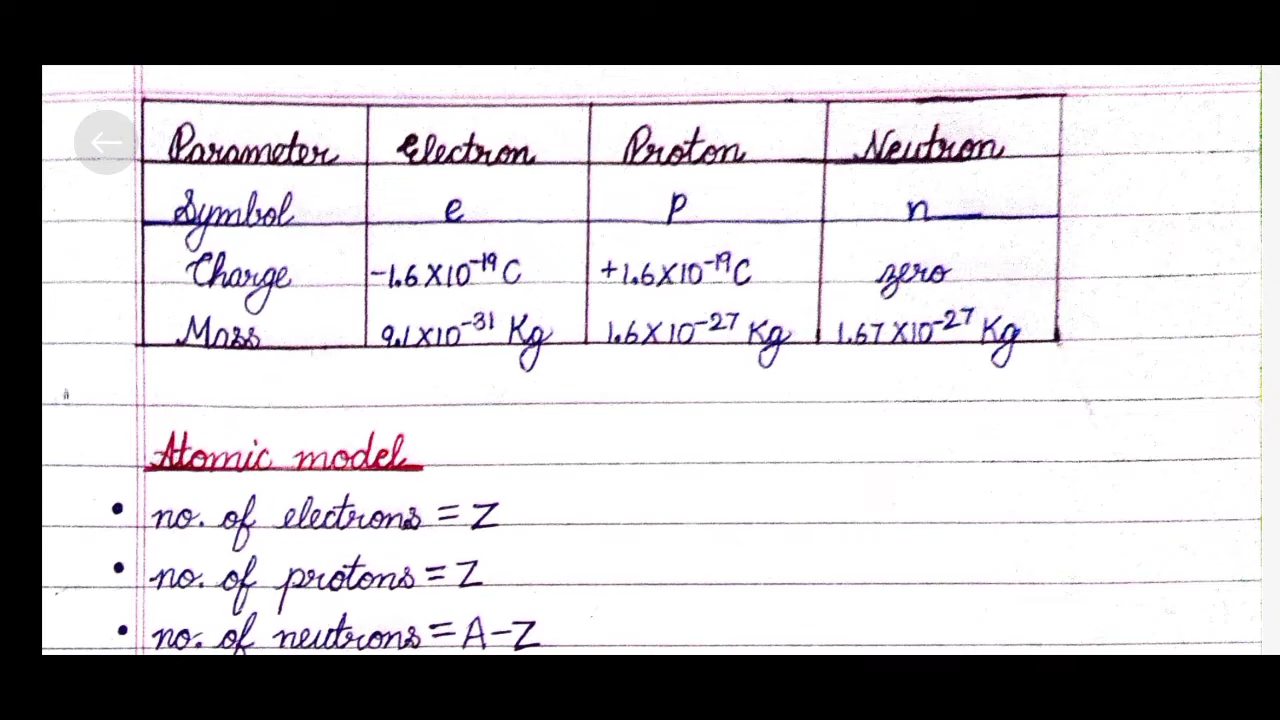 Parameter Electron Proton Neutron
Symbol e p n
Charge -1.6×10⁻¹⁹ C +1.6×10⁻¹⁹ C zero
Mass 9.1×10⁻³¹ Kg 1.6×10⁻²⁷ Kg 1.67×10⁻²⁷ Kg
Atomic model
• no. of electrons = Z
• no. of protons = Z
• no. of neutrons = A-Z